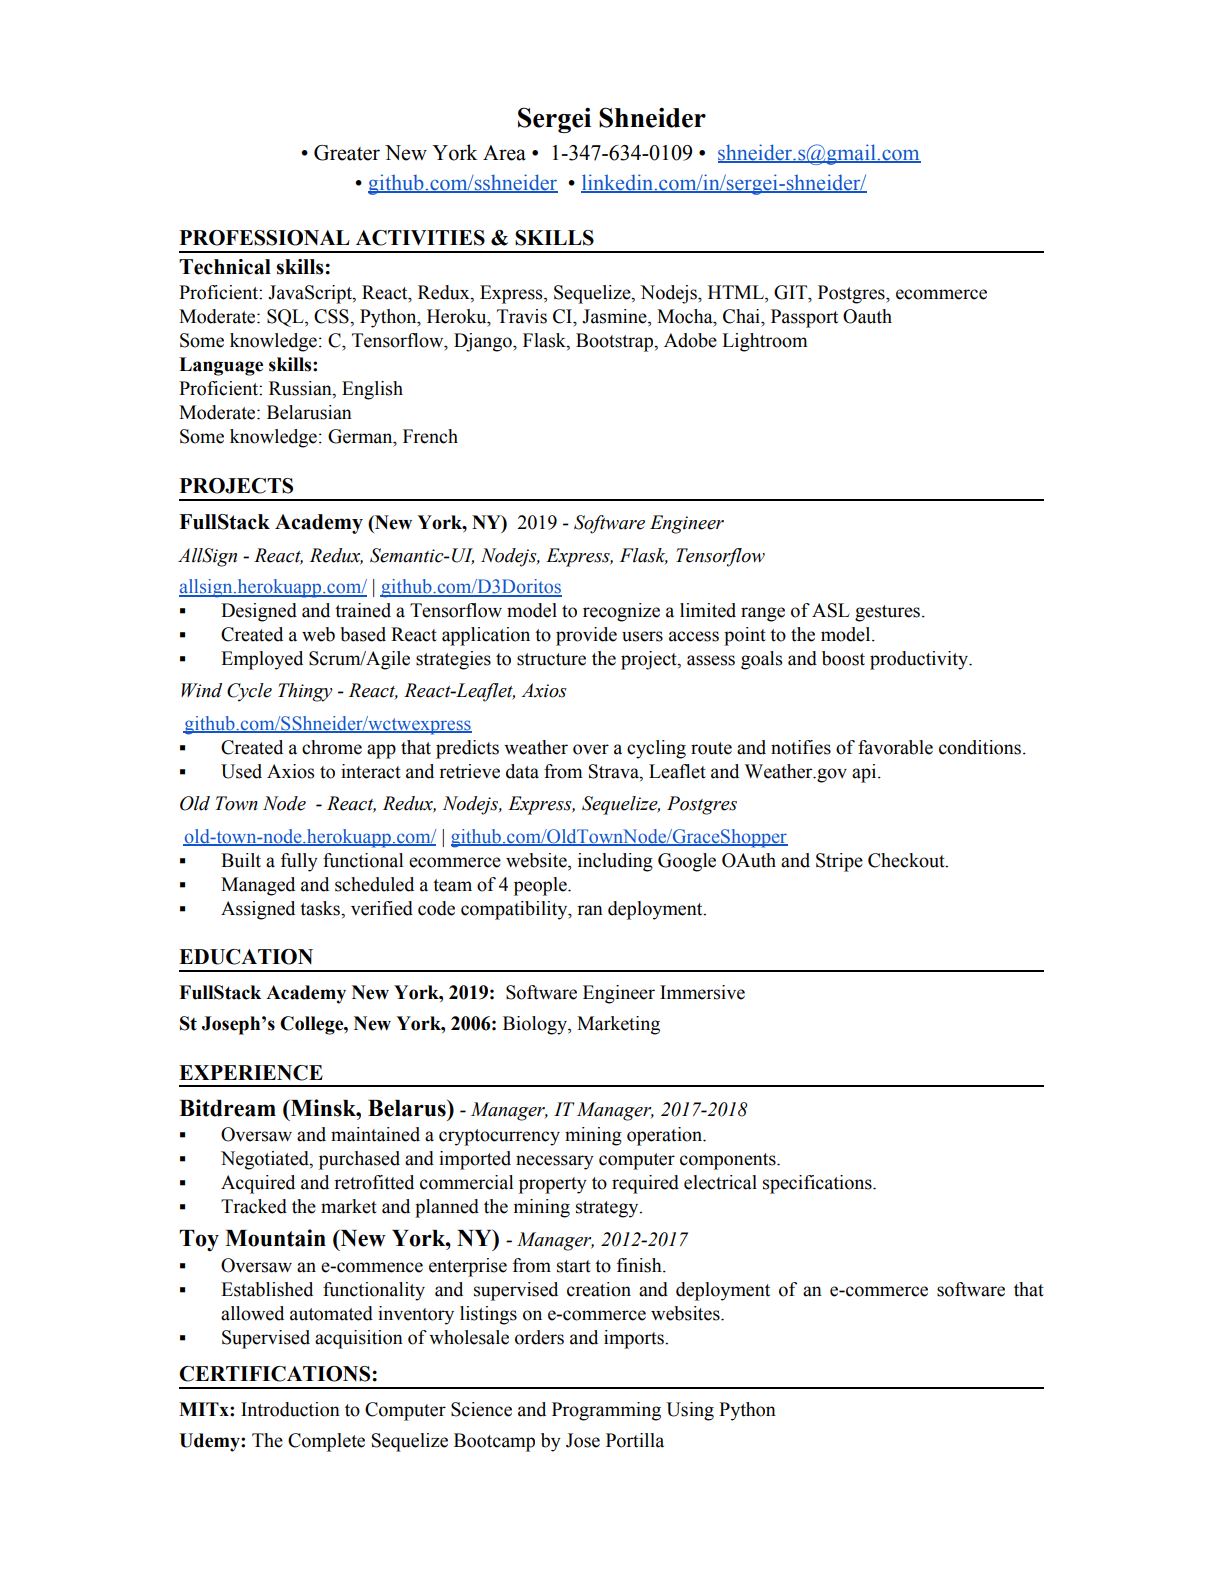 Sergei Shneider
• Greater New York Area • 1-347-634-0109 • shneider.s@gmail.com
• github.com/sshneider • linkedin.com/in/sergei-shneider/
PROFESSIONAL ACTIVITIES & SKILLS
Technical skills:
Proficient: JavaScript, React, Redux, Express, Sequelize, Nodejs, HTML, GIT, Postgres, ecommerce
Moderate: SQL, CSS, Python, Heroku, Travis CI, Jasmine, Mocha, Chai, Passport Oauth
Some knowledge: C, Tensorflow, Django, Flask, Bootstrap, Adobe Lightroom
Language skills:
Proficient: Russian, English
Moderate: Belarusian
Some knowledge: German, French
PROJECTS
FullStack Academy (New York, NY) 2019 - Software Engineer
AllSign - React, Redux, Semantic-UI, Nodejs, Express, Flask, Tensorflow
allsign.herokuapp.com/ | github.com/D3Doritos
▪ Designed and trained a Tensorflow model to recognize a limited range of ASL gestures.
▪ Created a web based React application to provide users access point to the model.
▪ Employed Scrum/Agile strategies to structure the project, assess goals and boost productivity.
Wind Cycle Thingy - React, React-Leaflet, Axios
github.com/SShneider/wctwexpress
▪ Created a chrome app that predicts weather over a cycling route and notifies of favorable conditions.
▪ Used Axios to interact and retrieve data from Strava, Leaflet and Weather.gov api.
Old Town Node - React, Redux, Nodejs, Express, Sequelize, Postgres
old-town-node.herokuapp.com/ | github.com/OldTownNode/GraceShopper
▪ Built a fully functional ecommerce website, including Google OAuth and Stripe Checkout.
▪ Managed and scheduled a team of 4 people.
▪ Assigned tasks, verified code compatibility, ran deployment.
EDUCATION
FullStack Academy New York, 2019: Software Engineer Immersive
St Joseph’s College, New York, 2006: Biology, Marketing
EXPERIENCE
Bitdream (Minsk, Belarus) - Manager, IT Manager, 2017-2018
▪ Oversaw and maintained a cryptocurrency mining operation.
▪ Negotiated, purchased and imported necessary computer components.
▪ Acquired and retrofitted commercial property to required electrical specifications.
▪ Tracked the market and planned the mining strategy.
Toy Mountain (New York, NY) - Manager, 2012-2017
▪ Oversaw an e-commence enterprise from start to finish.
▪ Established functionality and supervised creation and deployment of an e-commerce software that
allowed automated inventory listings on e-commerce websites.
▪ Supervised acquisition of wholesale orders and imports.
CERTIFICATIONS:
MITx: Introduction to Computer Science and Programming Using Python
Udemy: The Complete Sequelize Bootcamp by Jose Portilla